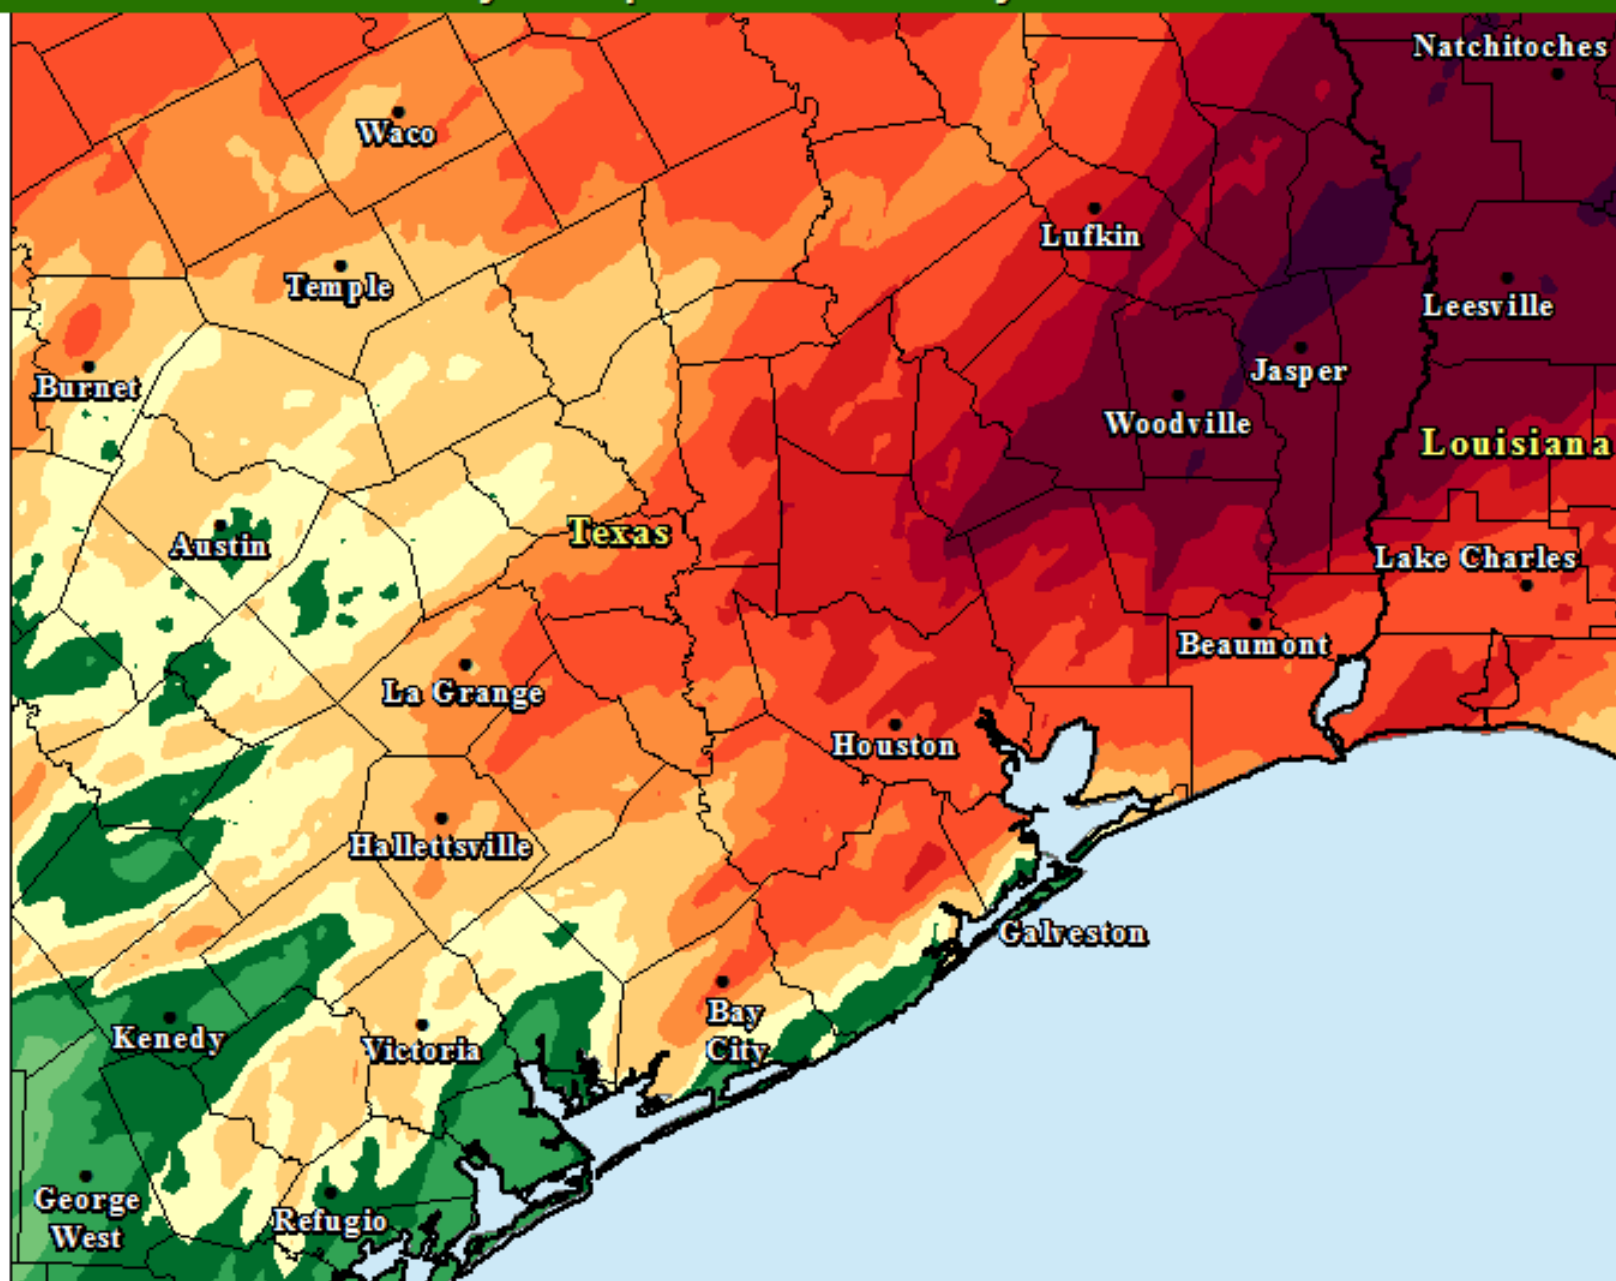 Natchitoches
Waco
Lufkin
Temple
Leesville
Burnet
Jasper
Woodville
Louisiana
Texas
Austin
Lake Charles
Beaumont
La Grange
Houston
Hallettsville
Galveston
Bay
City
Kenedy
Victoria
George
West
Refugio